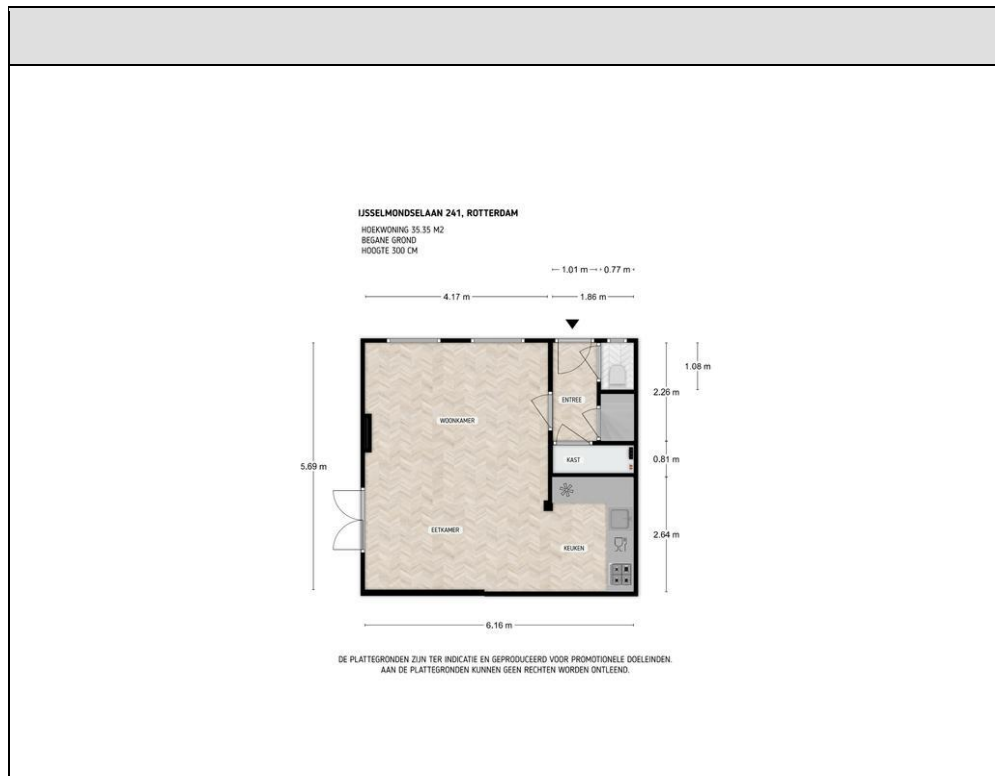 IJSSELMONDSELAAN 241, ROTTERDAM
HOEKWONING 35.35 M2
BEGANE GROND
HOOGTE 300 CM
1.01 m
0.77 m
4.17 m
1.86 m
1.08 m
2.26 m
ENTREE
WOONKAMER
KAST
0.81 m
5.69 m
EETKAMER
2.64 m
KEUKEN
6.16 m
DE PLATTEGRONDEN ZIJN TER INDICATIE EN GEPRODUCEERD VOOR PROMOTIONELE DOELEINDEN.
AAN DE PLATTEGRONDEN KUNNEN GEEN RECHTEN WORDEN ONTLEEND.